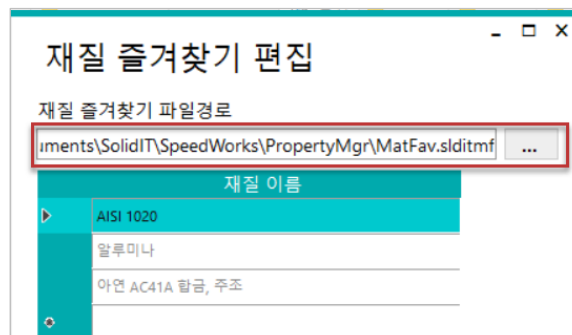 재질 즐겨찾기 편집
재질 즐겨찾기 파일경로
ıments\SolidIT\SpeedWorks\PropertyMgr\MatFav.slditmf ...
재질 이름
AISI 1020
알루미나
아연 AC41A 합금, 주조